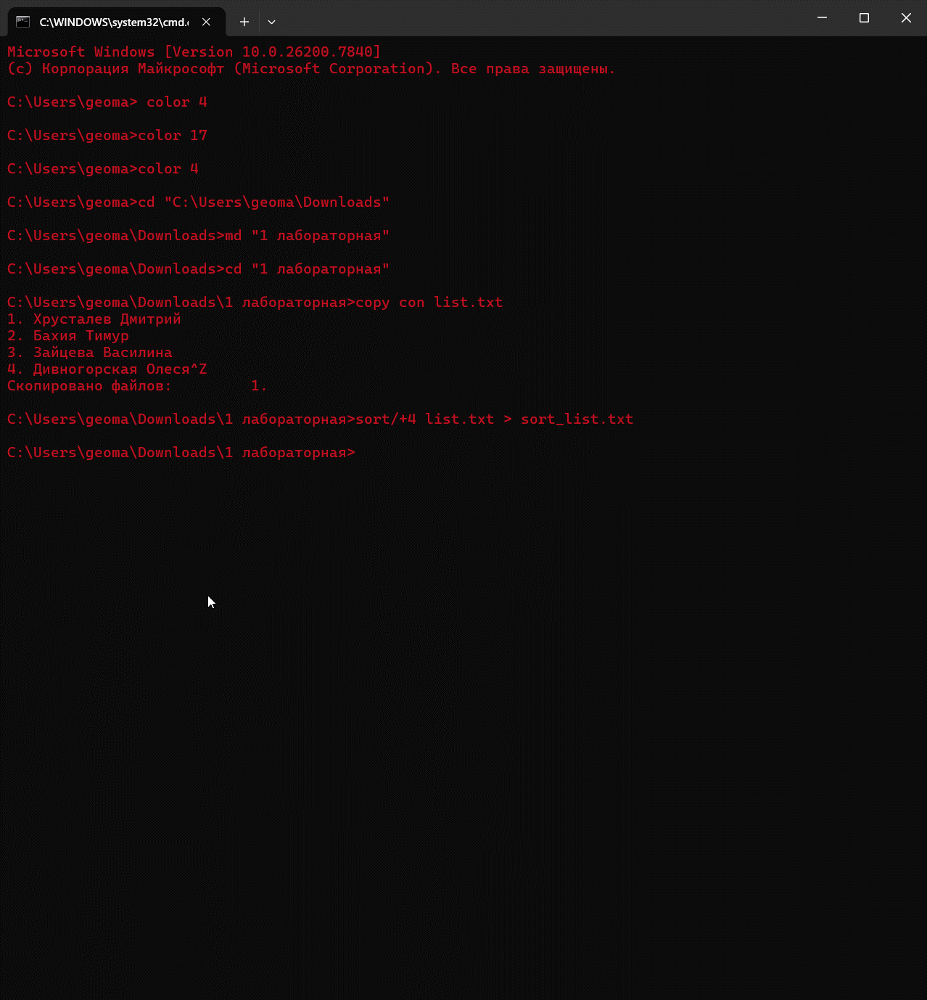 C:\WINDOWS\system32\cmd.e
Microsoft Windows [Version 10.0.26200.7840]
(c) Корпорация Майкрософт (Microsoft Corporation). Все права защищены.
C:\Users\geoma> color 4
C:\Users\geoma>color 17
C:\Users\geoma>color 4
C:\Users\geoma>cd "C:\Users\geoma\Downloads"
C:\Users\geoma\Downloads>md "1 лабораторная"
C:\Users\geoma\Downloads>cd "1 лабораторная"
C:\Users\geoma\Downloads\1 лабораторная>copy con list.txt
1. Хрусталев Дмитрий
2. Бахия Тимур
3. Зайцева Василина
4. Дивногорская Олеся^Z
Скопировано файлов:         1.
C:\Users\geoma\Downloads\1 лабораторная>sort/+4 list.txt > sort_list.txt
C:\Users\geoma\Downloads\1 лабораторная>